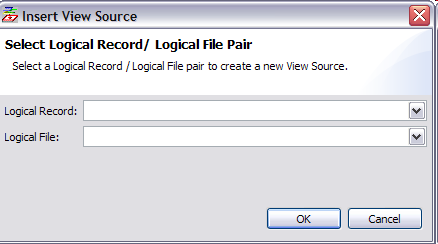 Insert View Source
Select Logical Record/ Logical File Pair
Select a Logical Record / Logical File pair to create a new View Source.
Logical Record:
Logical File:
OK Cancel